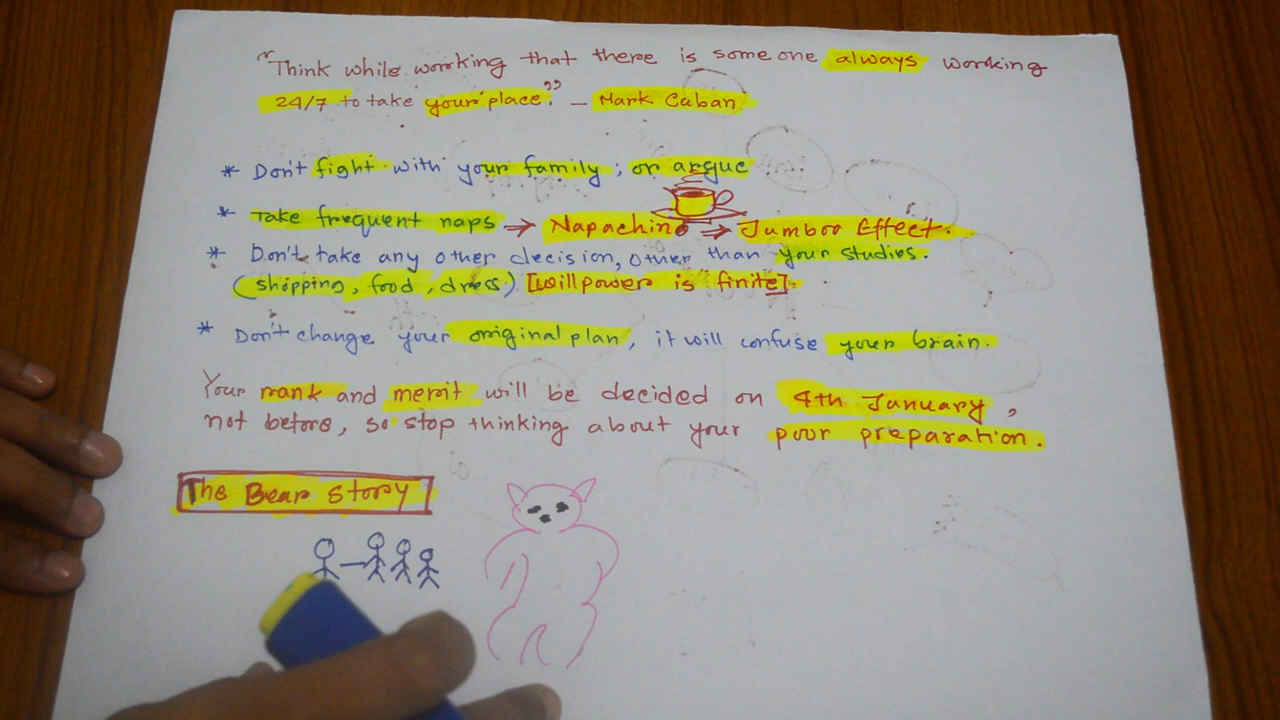 "Think while working that there is some one always working
24/7 to take your place." - Mark Caban
* Don't fight with your family; or argue
* Take frequent naps → Napachino → Jumboo Effect.
* Don't take any other decision, other than your studies.
(shopping, food, dress.) [willpower is finite].
* Don't change your original plan, it will confuse your brain.
Your rank and merit will be decided on 4th January,
not before, so stop thinking about your poor preparation.
The Bear story